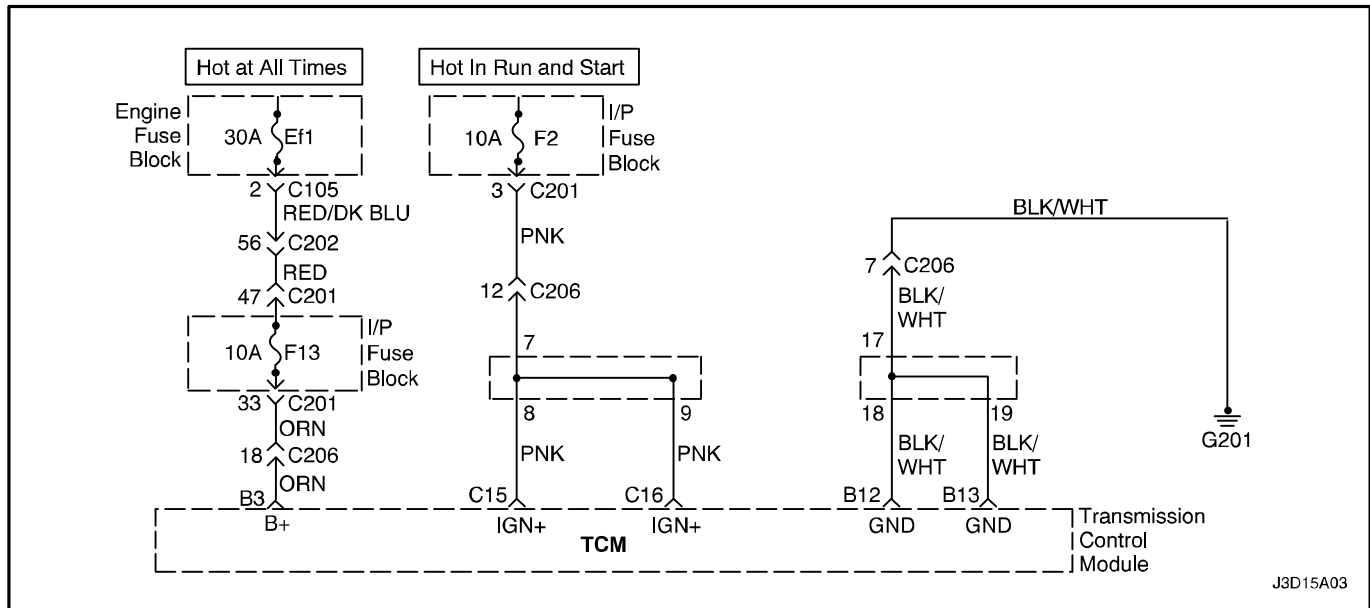 Hot at All Times
Hot In Run and Start
Engine
Fuse
Block
30A Ef1
10A F2
I/P
Fuse
Block
2 C105
3 C201
RED/DK BLU
BLK/WHT
PNK
56 C202
7 C206
RED
12 C206
BLK/
WHT
47 C201
I/P
Fuse
Block
10A F13
7
17
33 C201
8
9
18
19
G201
ORN
18 C206
PNK
PNK
BLK/
WHT
BLK/
WHT
ORN
B3
C15
C16
B12
B13
B+
IGN+
IGN+
GND
GND
TCM
Transmission
Control
Module
J3D15A03